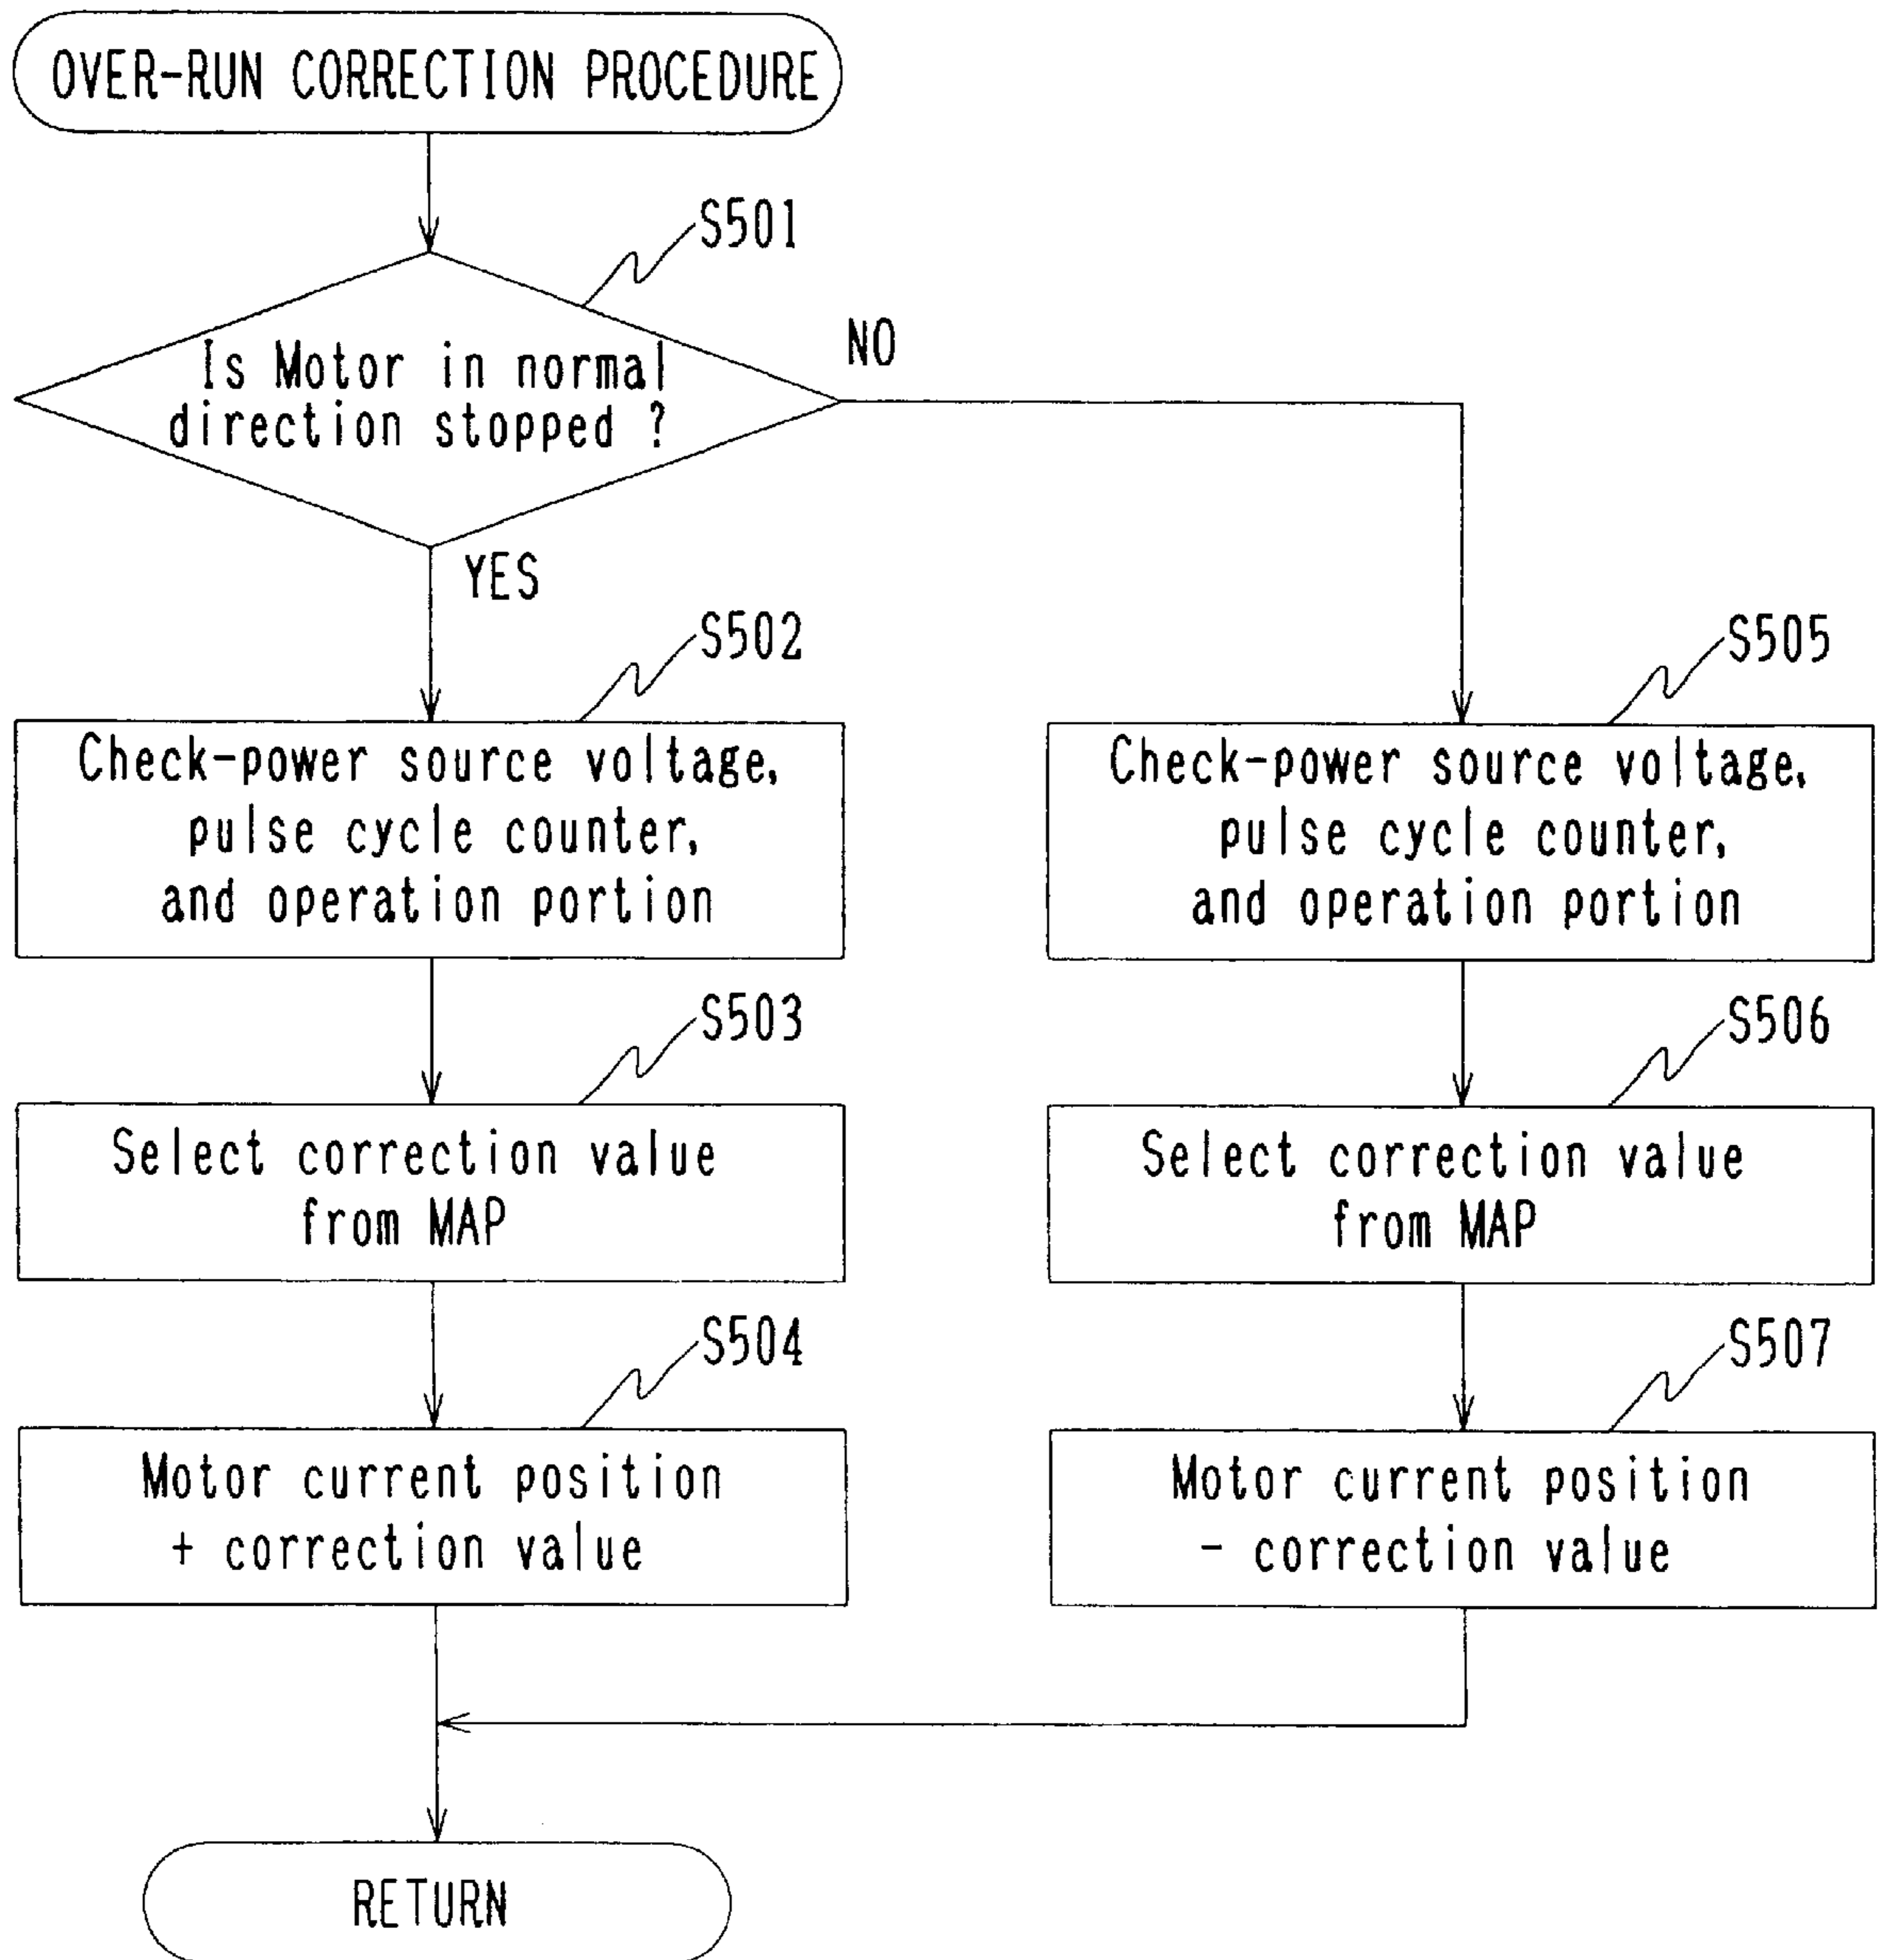 OVER-RUN CORRECTION PROCEDURE
S501
Is Motor in normal
direction stopped ?
NO
YES
S502
Check-power source voltage,
pulse cycle counter,
and operation portion
S503
Select correction value
from MAP
S504
Motor current position
+ correction value
S505
Check-power source voltage,
pulse cycle counter,
and operation portion
S506
Select correction value
from MAP
S507
Motor current position
- correction value
RETURN